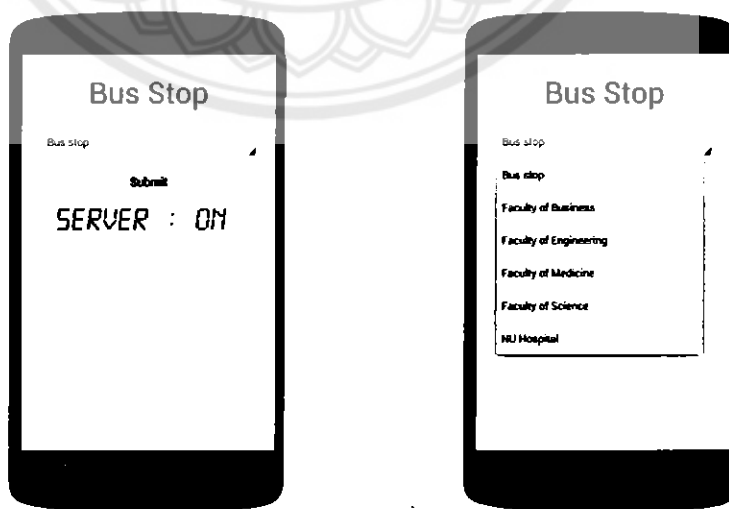 Bus Stop
Bus stop
Submit
SERVER : ON
Bus Stop
Bus stop
Bus stop
Faculty of Business
Faculty of Engineering
Faculty of Medicine
Faculty of Science
NU Hospital